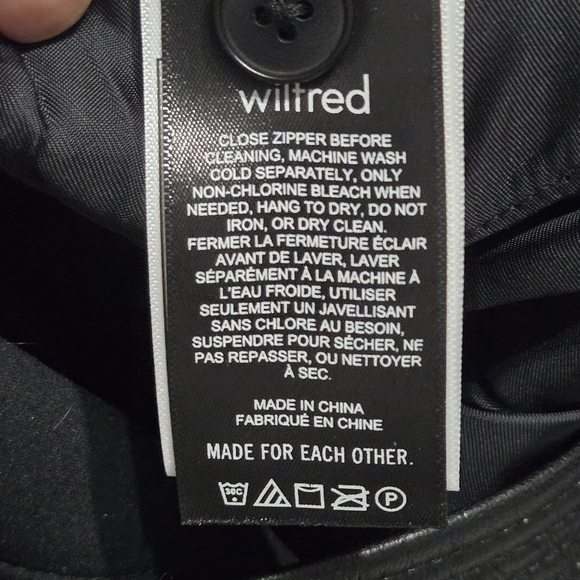 wilfred
CLOSE ZIPPER BEFORE
CLEANING, MACHINE WASH
COLD SEPARATELY, ONLY
NON-CHLORINE BLEACH WHEN
NEEDED, HANG TO DRY, DO NOT
IRON, OR DRY CLEAN.
FERMER LA FERMETURE ÉCLAIR
AVANT DE LAVER, LAVER
SÉPARÉMENT À LA MACHINE À
L'EAU FROIDE, UTILISER
SEULEMENT UN JAVELLISANT
SANS CHLORE AU BESOIN,
SUSPENDRE POUR SÉCHER, NE
PAS REPASSER, OU NETTOYER
À SEC.
MADE IN CHINA
FABRIQUÉ EN CHINE
MADE FOR EACH OTHER.
30C P